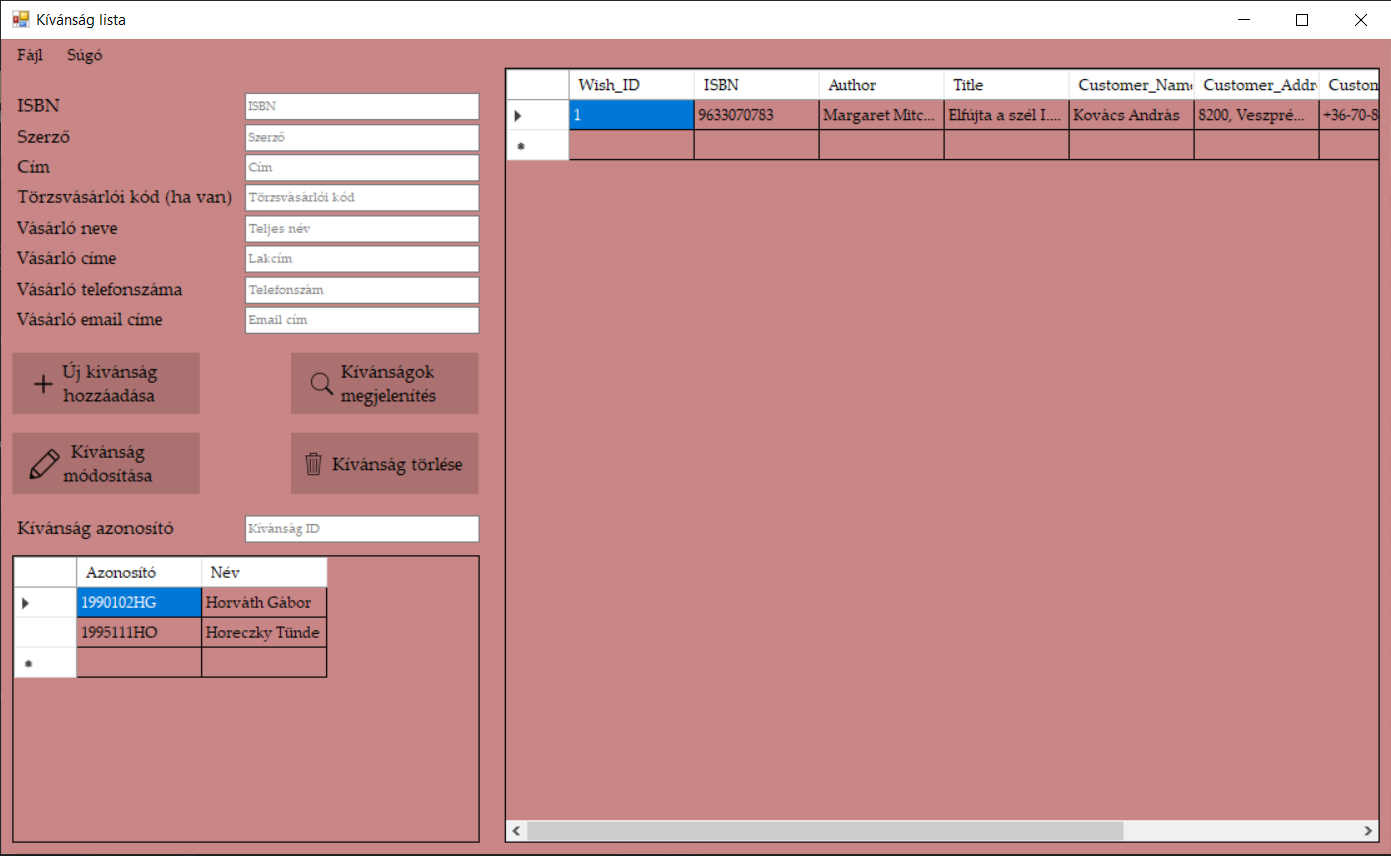 Kívánság lista
Fájl Súgó
ISBN ISBN
Szerző Szerző
Cím Cím
Törzsvásárlói kód (ha van) Törzsvásárlói kód
Vásárló neve Teljes név
Vásárló címe Lakcím
Vásárló telefonszáma Telefonszám
Vásárló email címe Email cím
Új kívánság
hozzáadása
Kívánságok
megjelenítés
Kívánság
módosítása
Kívánság törlése
Kívánság azonosító Kívánság ID
Azonosító Név
1990102HG Horváth Gábor
1995111HO Horeczky Tünde
Wish_ID ISBN Author Title Customer_Name Customer_Addr Custom
1 9633070783 Margaret Mitc... Elfújta a szél I.... Kovács András 8200, Veszpré... +36-70-8